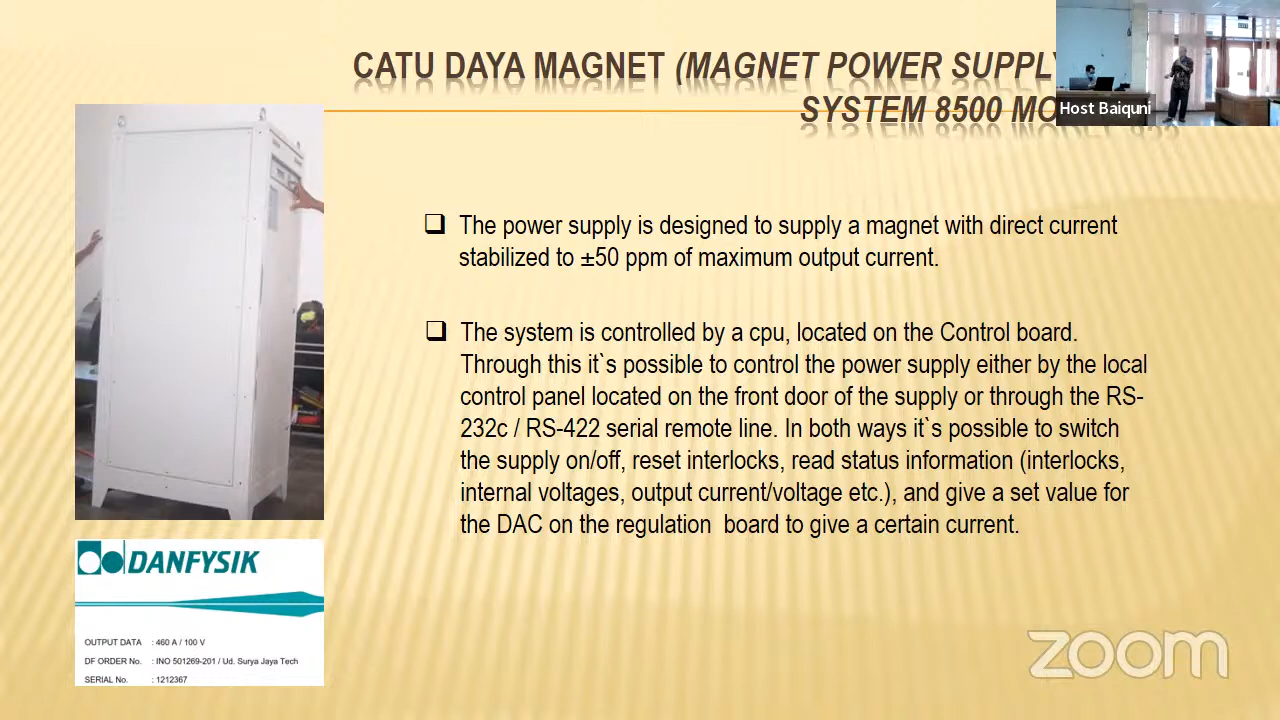 CATU DAYA MAGNET (MAGNET POWER SUPPLY
SYSTEM 8500
Host Baiquni
❑ The power supply is designed to supply a magnet with direct current
stabilized to ±50 ppm of maximum output current.
❑ The system is controlled by a cpu, located on the Control board.
Through this it`s possible to control the power supply either by the local
control panel located on the front door of the supply or through the RS-
232c / RS-422 serial remote line. In both ways it`s possible to switch
the supply on/off, reset interlocks, read status information (interlocks,
internal voltages, output current/voltage etc.), and give a set value for
the DAC on the regulation board to give a certain current.
DANFYSIK
OUTPUT DATA : 460 A / 100 V
DF ORDER No. : INO 501269-201 / Ud. Surya Jaya Tech
SERIAL No. : 1212367
zoom